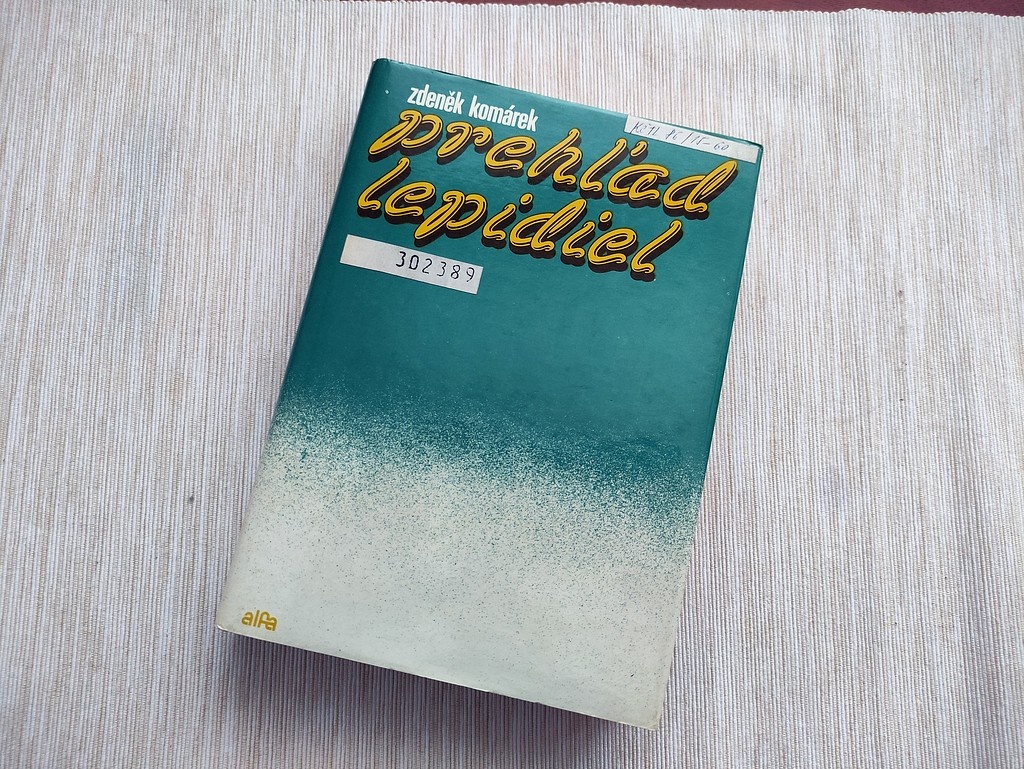 zdeněk komárek
prehľad
lepidiel
302389
alfa